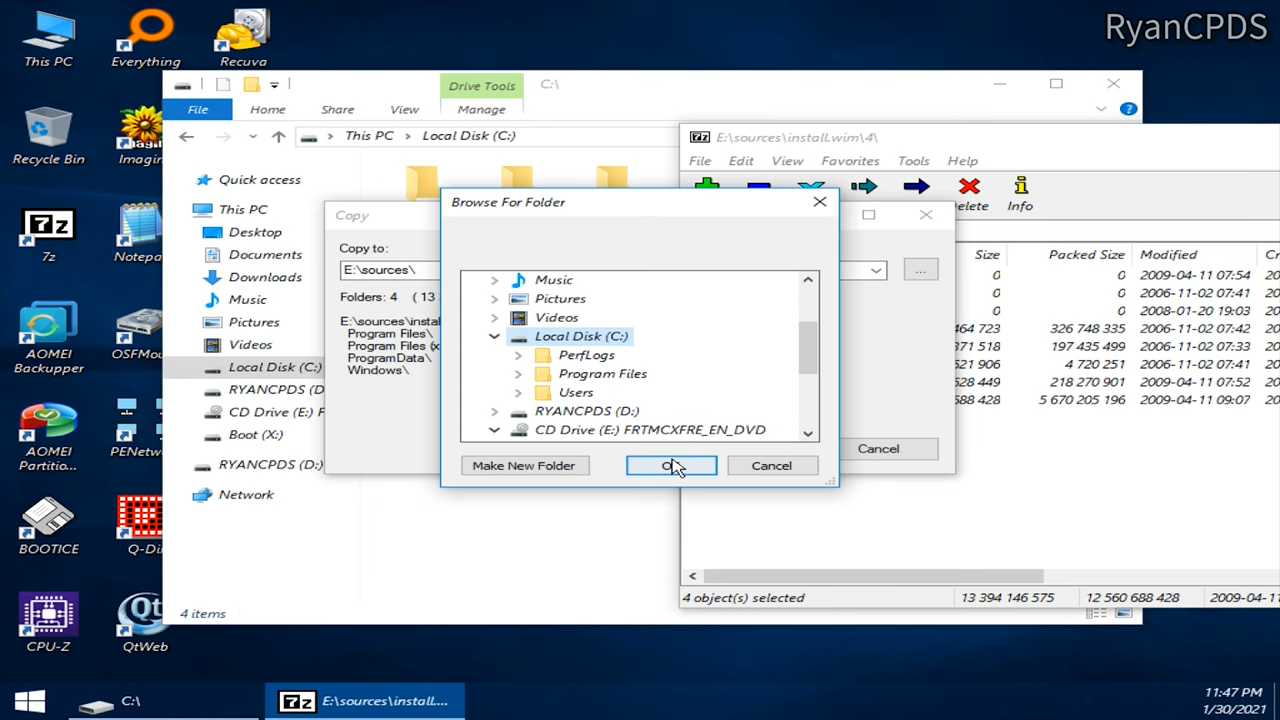 RyanCPDS
This PC
Everything
Recuva
Recycle Bin
Imagin
7z
Notepa
AOMEI
Backupper
OSFMou
AOMEI
Partitio...
PENetw
BOOTICE
Q-Di
CPU-Z
QtWeb
Drive Tools
C:\
File
Home
Share
View
Manage
This PC
Local Disk (C:)
Quick access
This PC
Desktop
Documents
Downloads
Music
Pictures
Videos
Local Disk (C:)
RYANCPDS (D
CD Drive (E:) F
Boot (X:)
RYANCPDS (D:)
Network
4 items
Copy
Copy to:
E:\sources\
...
Folders: 4 ( 13
E:\sources\instal
Program Files\
Program Files (x
ProgramData\
Windows\
Cancel
Browse For Folder
Music
Pictures
Videos
Local Disk (C:)
PerfLogs
Program Files
Users
RYANCPDS (D:)
CD Drive (E:) FRTMCXFRE_EN_DVD
Make New Folder
Cancel
7z
E:\sources\install.wim\4\
File
Edit
View
Favorites
Tools
Help
elete
Info
Size
Packed Size
Modified
Cr
0 0 2009-04-11 07:54
0 0 2006-11-02 07:41
0 0 2008-01-20 19:03
464 723 326 748 335 2006-11-02 07:42
371 518 197 435 499 2006-11-02 07:33
521 906 4 720 251 2006-11-02 07:41
528 449 218 270 901 2009-04-11 07:52
588 428 5 670 205 196 2009-04-11 09:07
4 object(s) selected
13 394 146 575
12 560 688 428
2009-04-11
C:\
7z
E:\sources\install....
11:47 PM
1/30/2021